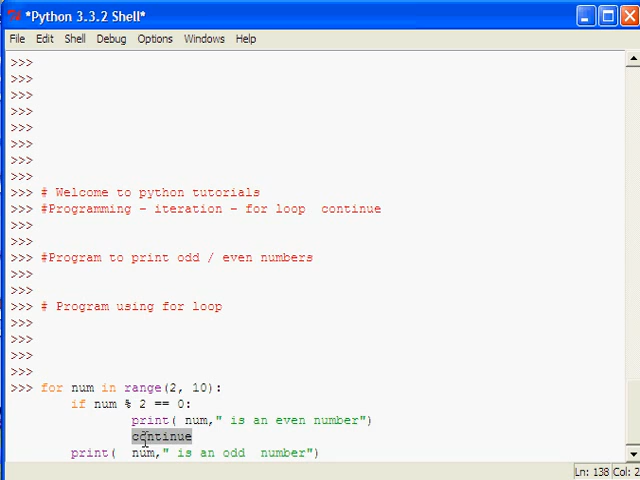 *Python 3.3.2 Shell*
File Edit Shell Debug Options Windows Help
>>>
>>>
>>>
>>>
>>>
>>>
>>>
>>>
>>> # Welcome to python tutorials
>>> #Programming - iteration - for loop  continue
>>>
>>>
>>> #Program to print odd / even numbers
>>>
>>>
>>> # Program using for loop
>>>
>>>
>>>
>>>
>>> for num in range(2, 10):
if num % 2 == 0:
print( num," is an even number")
continue
print(  num," is an odd  number")
Ln: 138 Col: 2